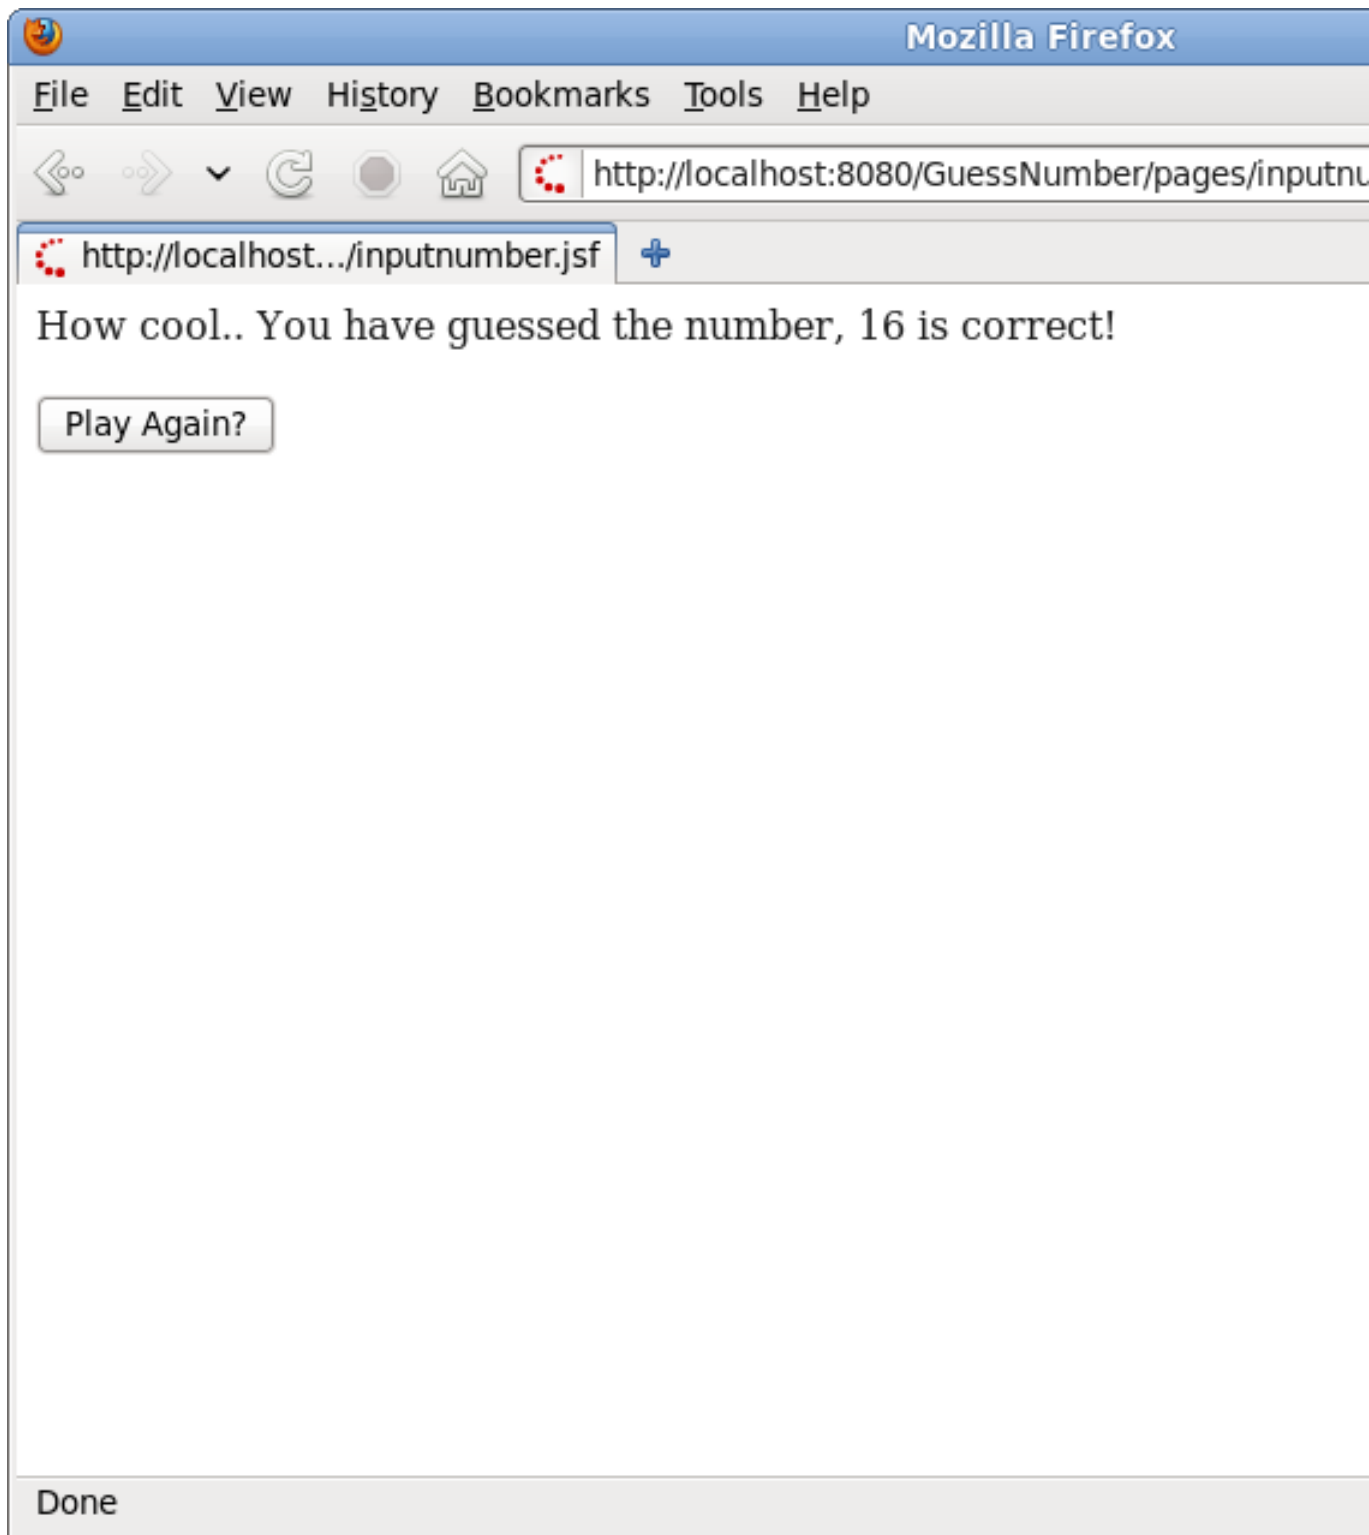 Mozilla Firefox
File Edit View History Bookmarks Tools Help
http://localhost:8080/GuessNumber/pages/inputnu
http://localhost.../inputnumber.jsf
How cool.. You have guessed the number, 16 is correct!
Play Again?
Done